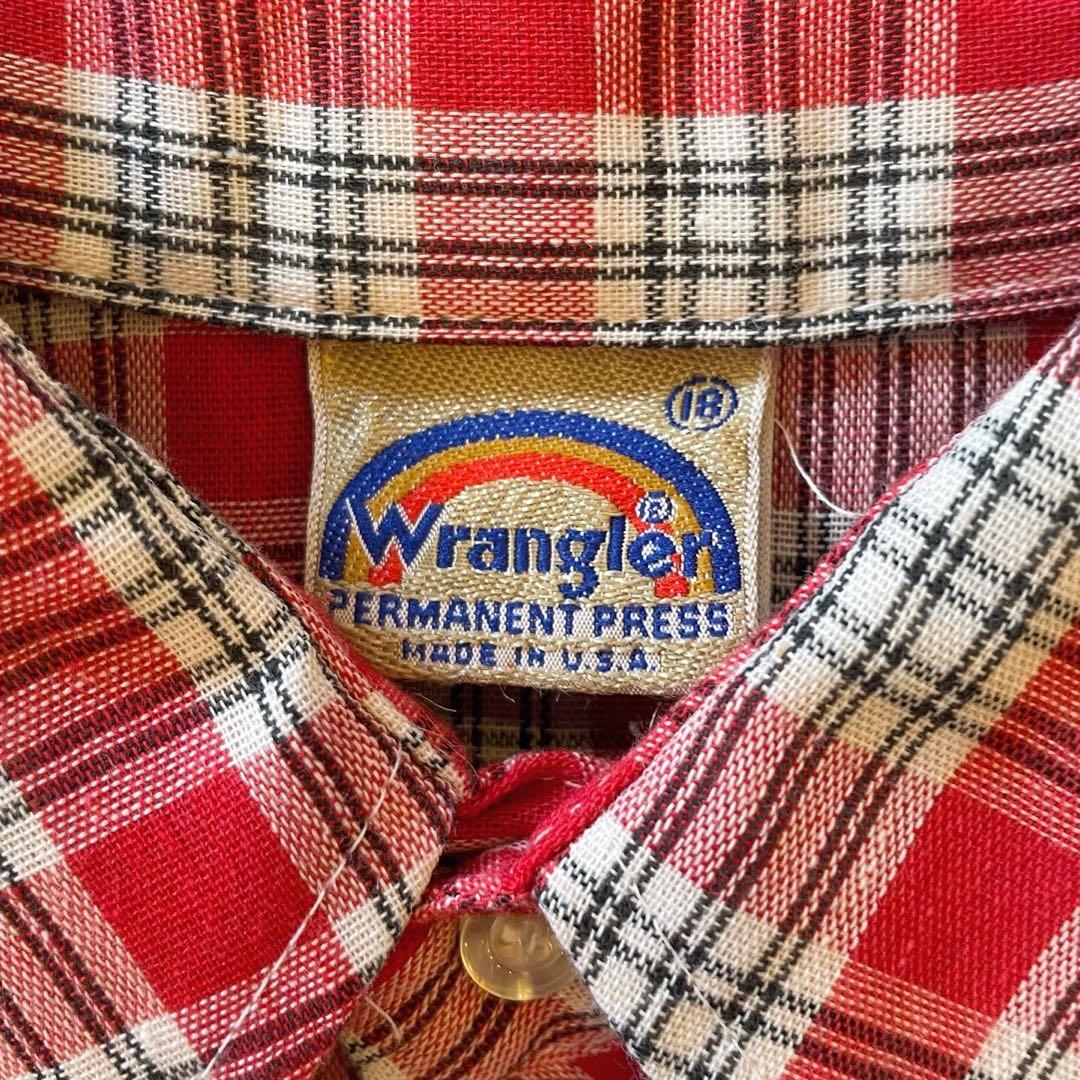 18
Wrangler®
PERMANENT PRESS
MADE IN U.S.A.